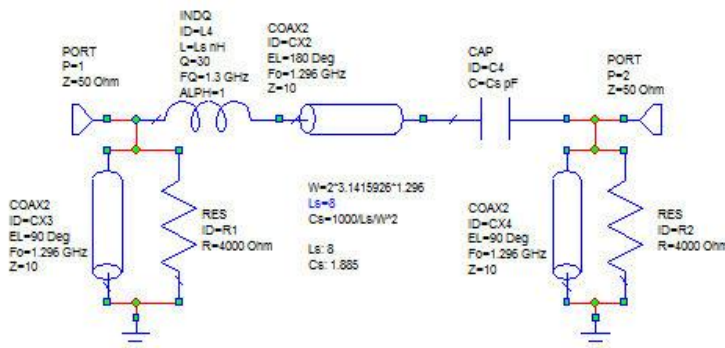 INDQ
ID=L4
L=Ls nH
Q=30
FQ=1.3 GHz
ALPH=1
COAX2
ID=CX2
EL=180 Deg
Fo=1.296 GHz
Z=10
CAP
ID=C4
C=Cs pF
PORT
P=1
Z=50 Ohm
PORT
P=2
Z=50 Ohm
COAX2
ID=CX3
EL=90 Deg
Fo=1.296 GHz
Z=10
RES
ID=R1
R=4000 Ohm
W=2*3.1415926*1.296
Ls=8
Cs=1000/Ls/W^2
Ls: 8
Cs: 1.885
COAX2
ID=CX4
EL=90 Deg
Fo=1.296 GHz
Z=10
RES
ID=R2
R=4000 Ohm